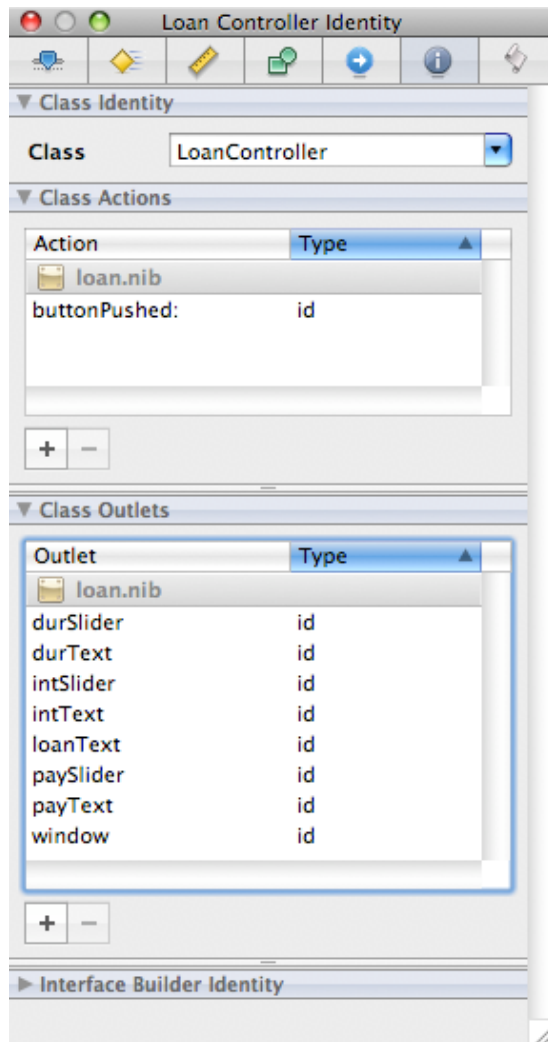 Loan Controller Identity
Class Identity
Class LoanController
Class Actions
Action Type
loan.nib
buttonPushed: id
+ −
Class Outlets
Outlet Type
loan.nib
durSlider id
durText id
intSlider id
intText id
loanText id
paySlider id
payText id
window id
+ −
Interface Builder Identity